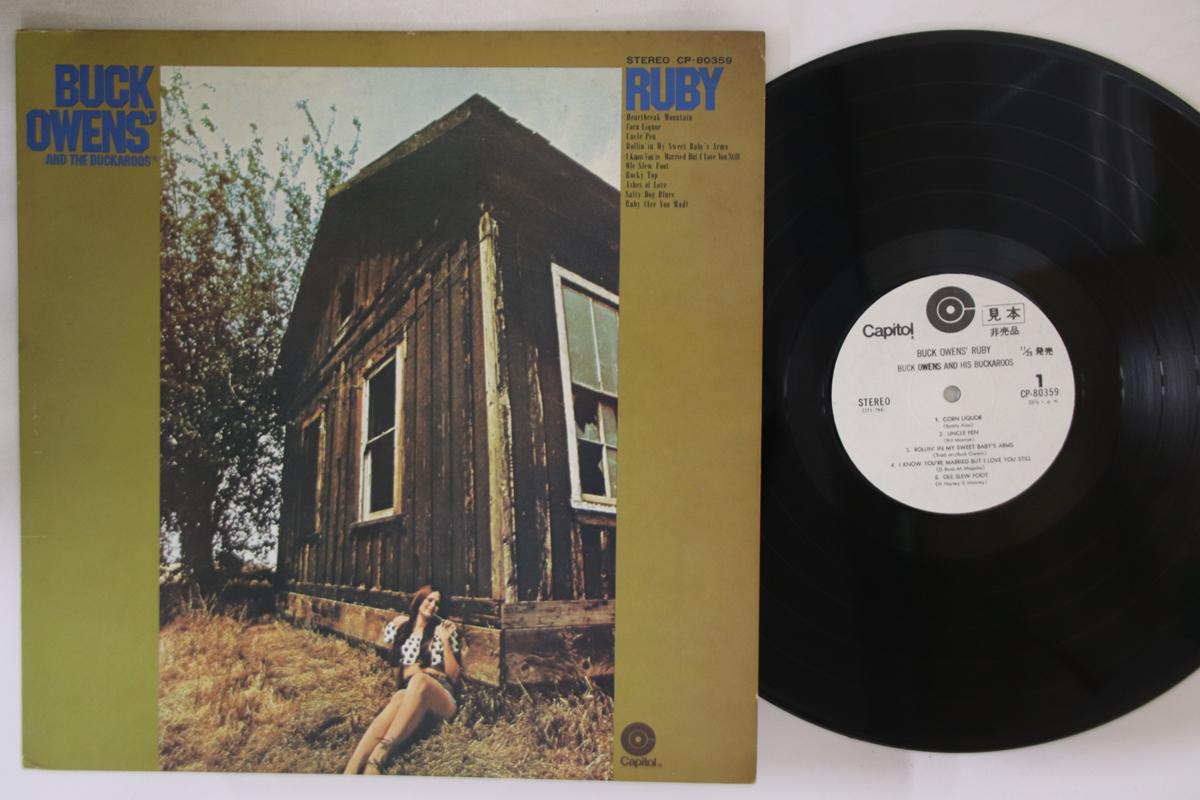 BUCK
OWENS'
AND THE BUCKAROOS
STEREO CP-80359
RUBY
Heartbreak Mountain
Corn Liquor
Uncle Pen
Rollin' in My Sweet Baby's Arms
I Know You're Married But I Love You Still
Ole Slew Foot
Rocky Top
Ashes of Love
Salty Dog Blues
Ruby (Are You Mad)
Capitol
Capitol
見本
非売品
BUCK OWENS' RUBY
11/25 発売
BUCK OWENS AND HIS BUCKAROOS
STEREO
1
CP-80359
1. CORN LIQUOR
2. UNCLE PEN
(Bill Monroe)
3. ROLLIN' IN MY SWEET BABY'S ARMS
4. I KNOW YOU'RE MARRIED BUT I LOVE YOU STILL
5. OLE SLEW FOOT